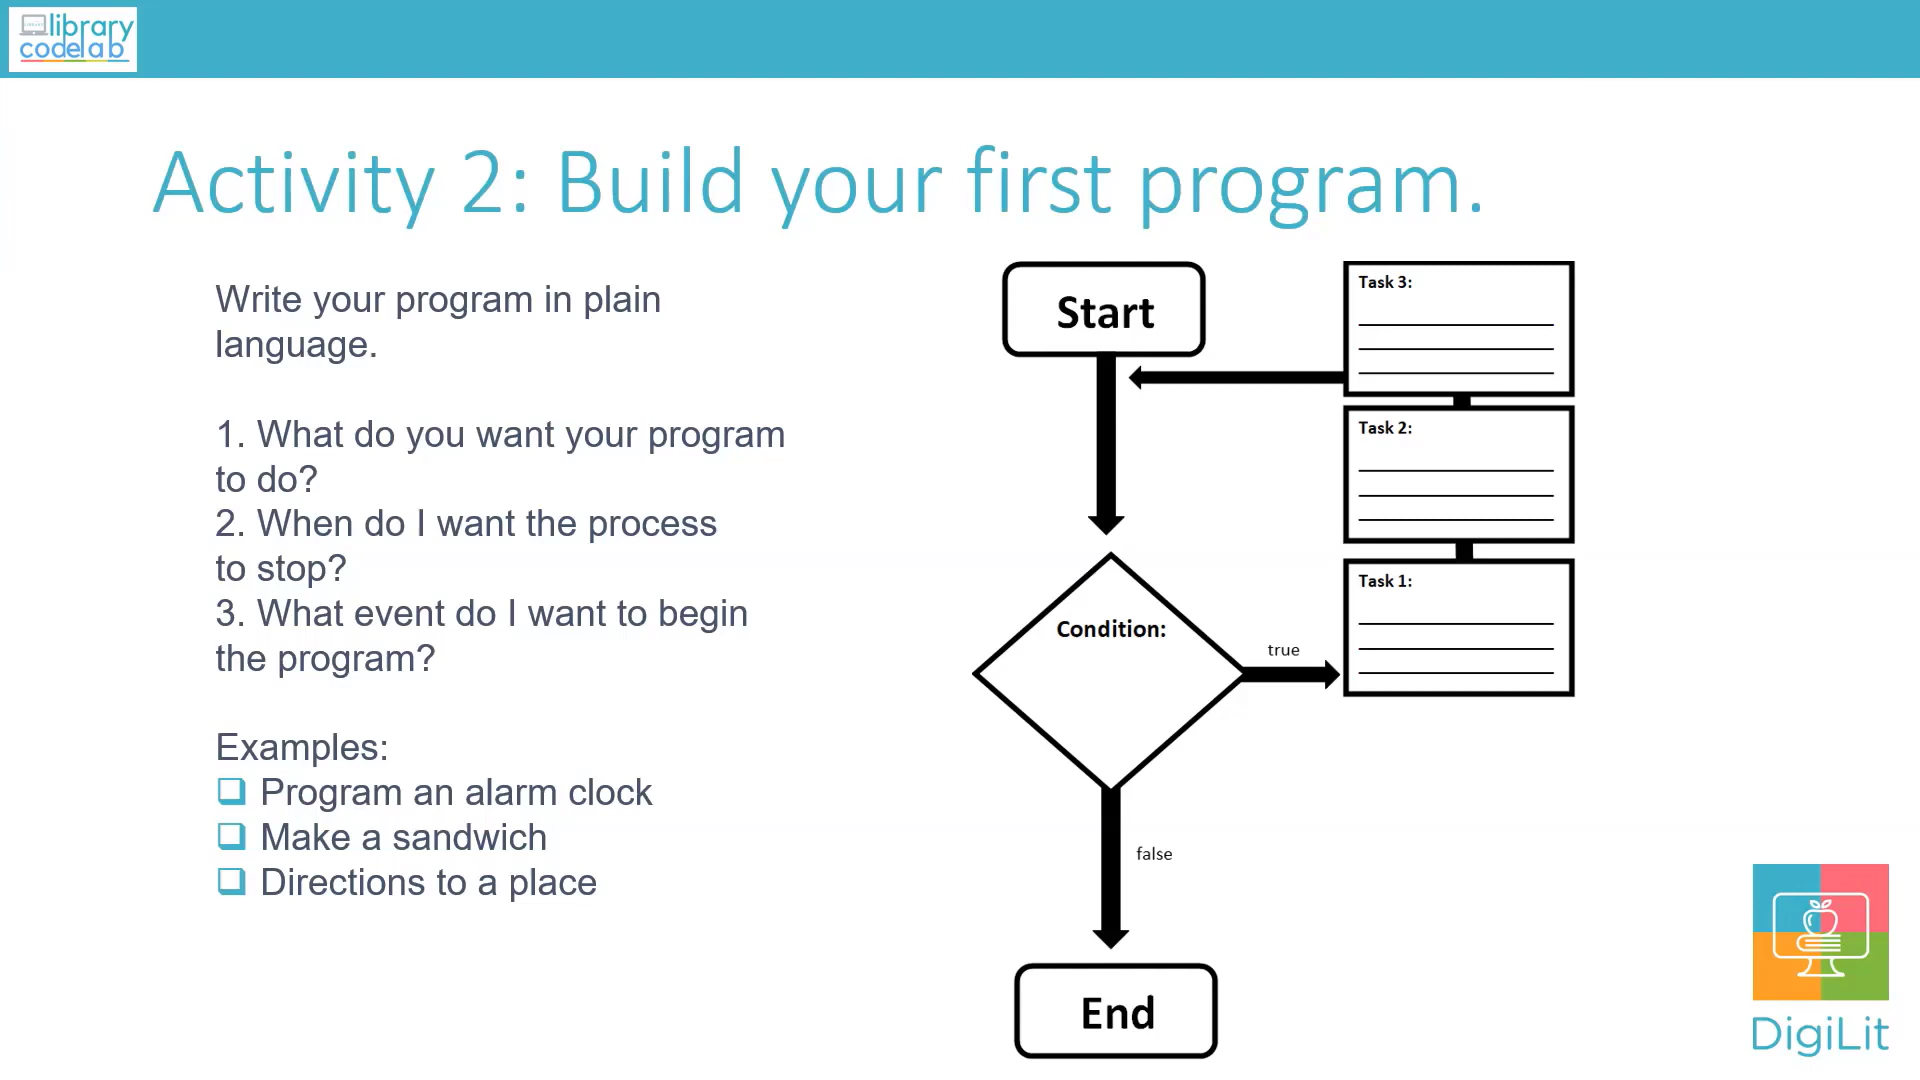 library
codelab
Activity 2: Build your first program.
Write your program in plain
language.
1. What do you want your program
to do?
2. When do I want the process
to stop?
3. What event do I want to begin
the program?
Examples:
Program an alarm clock
Make a sandwich
Directions to a place
Start
Task 3:
Task 2:
Task 1:
Condition:
true
false
End
DigiLit